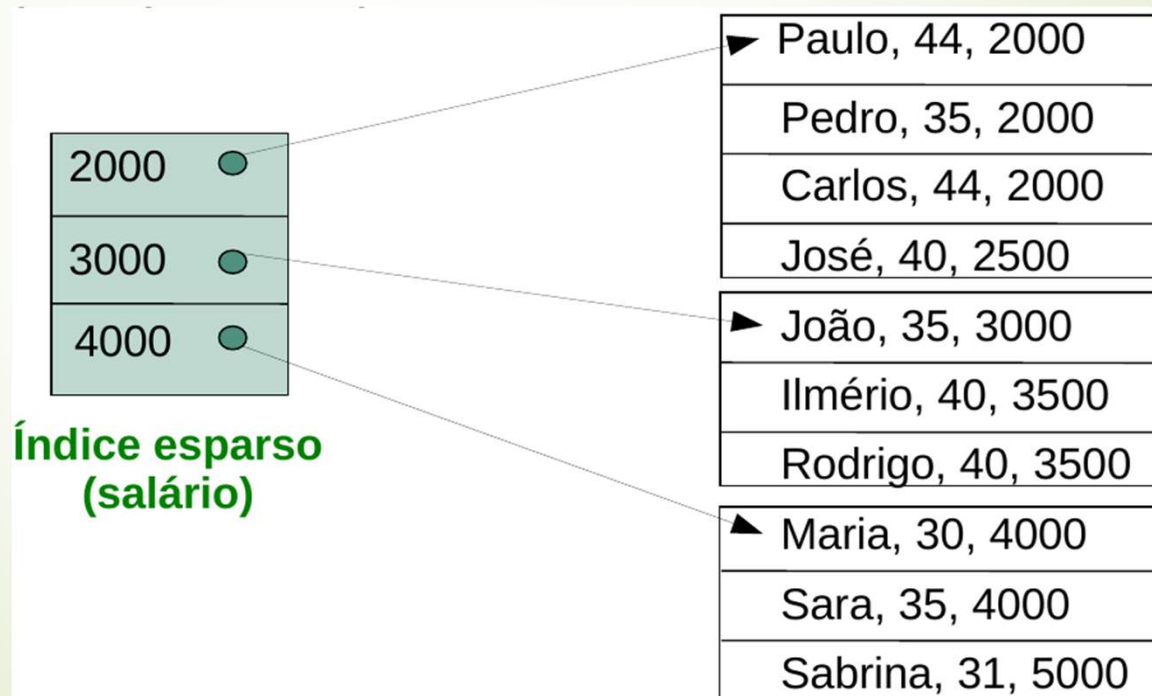 2000
3000
4000
Índice esparso
(salário)
Paulo, 44, 2000
Pedro, 35, 2000
Carlos, 44, 2000
José, 40, 2500
João, 35, 3000
Ilmério, 40, 3500
Rodrigo, 40, 3500
Maria, 30, 4000
Sara, 35, 4000
Sabrina, 31, 5000